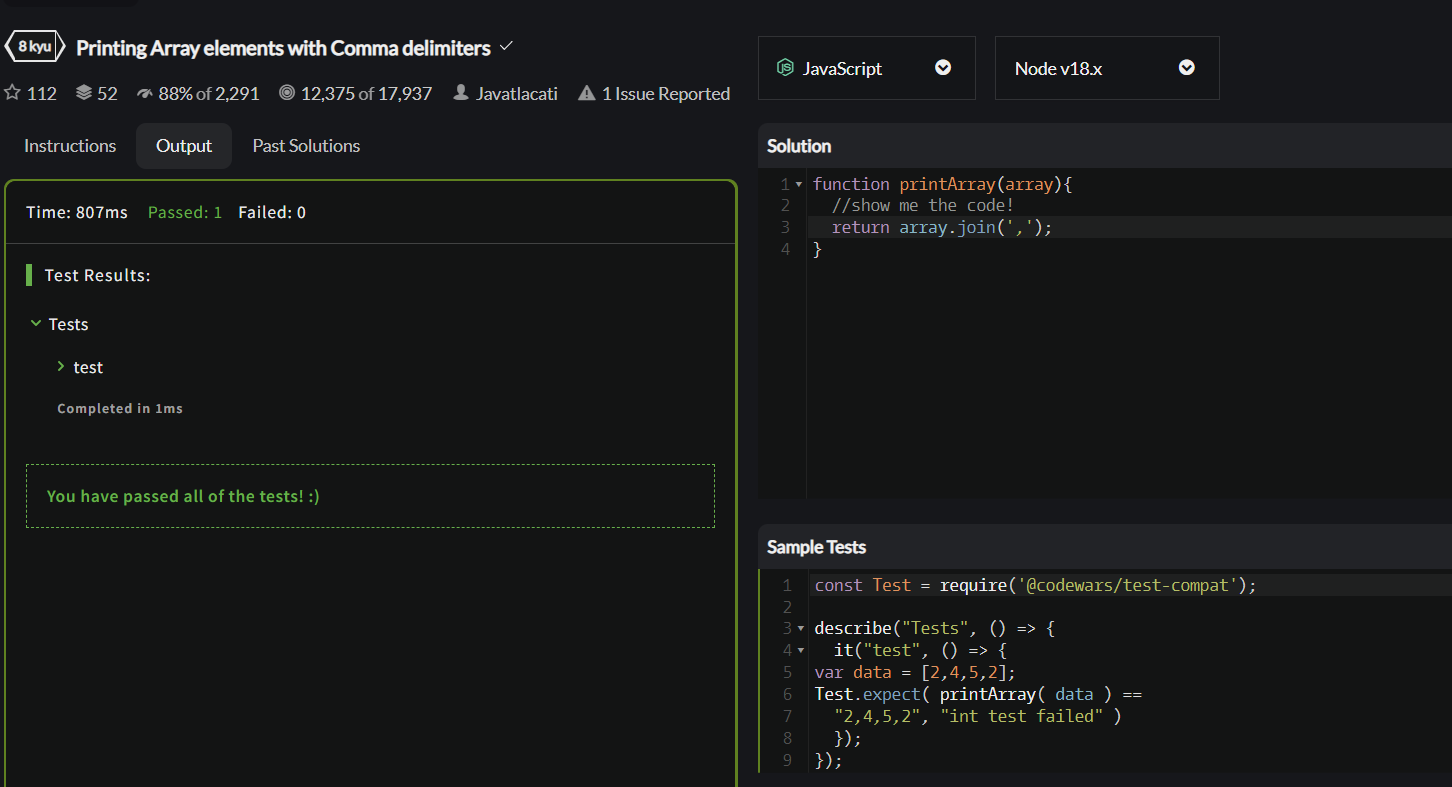 8 kyu Printing Array elements with Comma delimiters
112 52 88% of 2,291 12,375 of 17,937 Javatlacati 1 Issue Reported
Instructions Output Past Solutions
Time: 807ms Passed: 1 Failed: 0
Test Results:
Tests
test
Completed in 1ms
You have passed all of the tests! :)
JavaScript Node v18.x
Solution
1 function printArray(array){
2   //show me the code!
3   return array.join(',');
4 }
Sample Tests
1 const Test = require('@codewars/test-compat');
2
3 describe("Tests", () => {
4   it("test", () => {
5 var data = [2,4,5,2];
6 Test.expect( printArray( data ) ==
7   "2,4,5,2", "int test failed" )
8   });
9 });